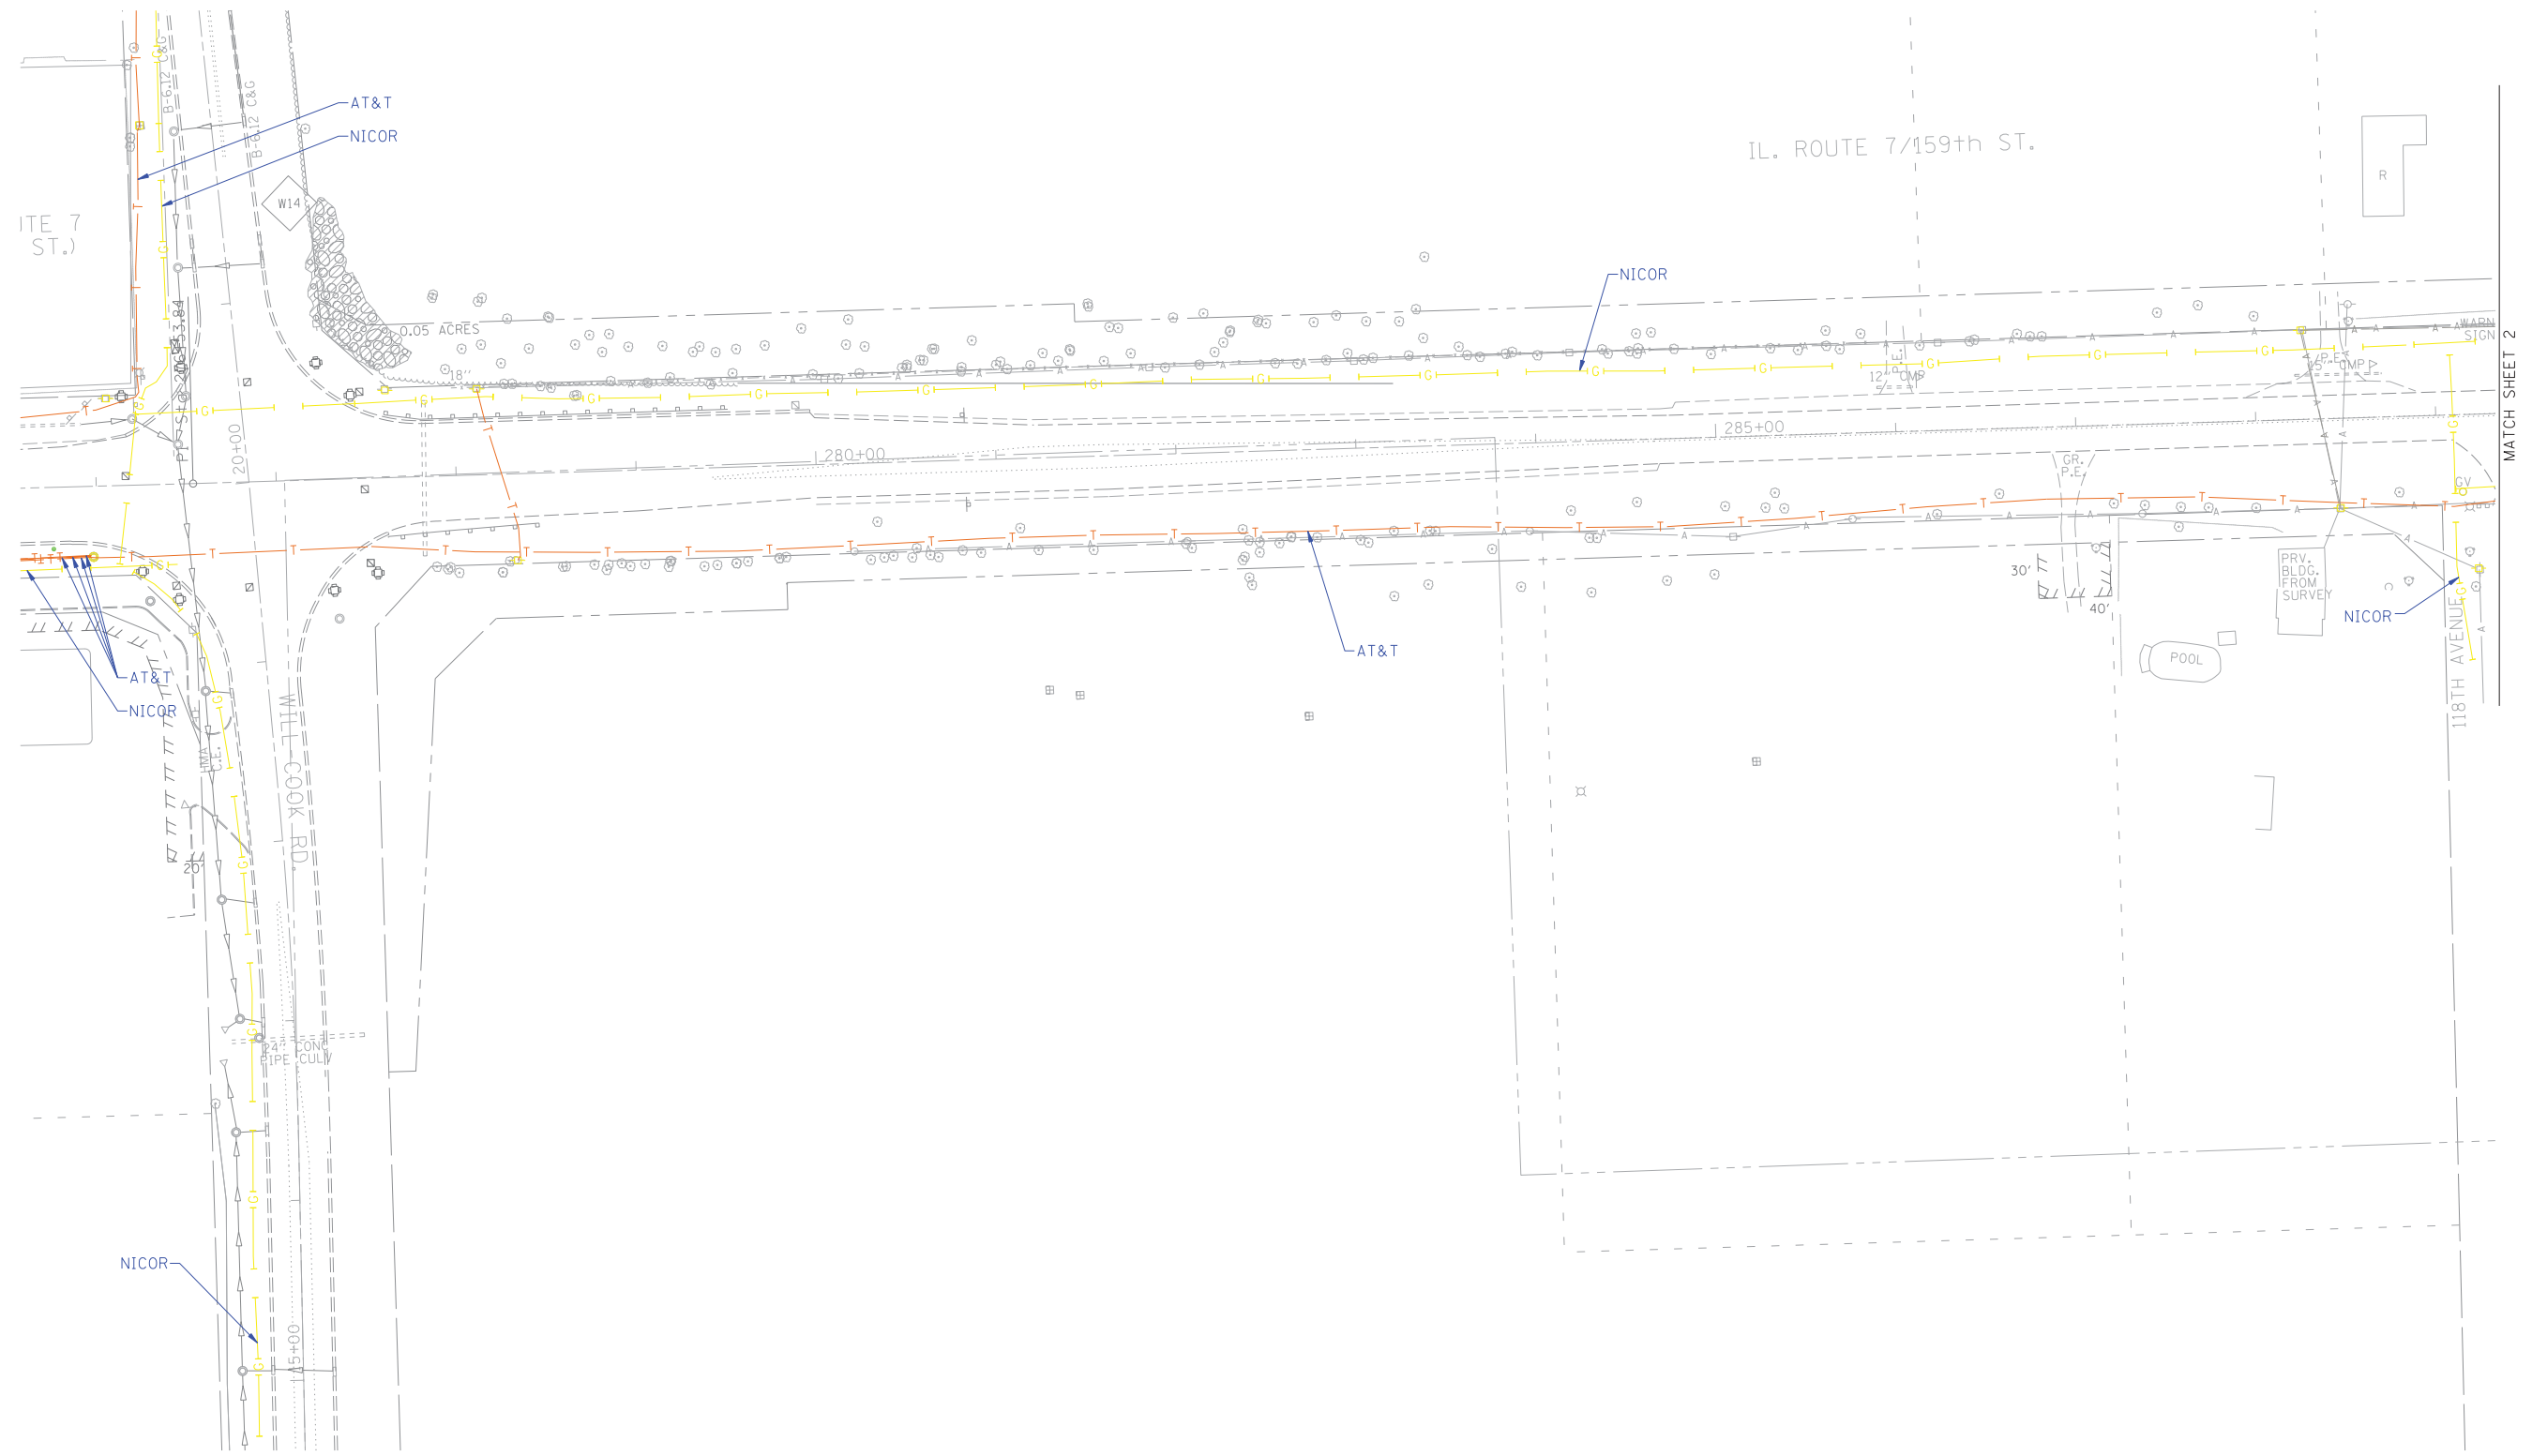 B-6.12 C&G
B-6.12 C&G
AT&T
NICOR
IL. ROUTE 7/159th ST.
R
W14
ITE 7
ST.)
NICOR
0.05 ACRES
WARN
SIGN
MATCH SHEET 2
P.E.
P.E.
15" CMP
12" CMP
18"
20+00
280+00
285+00
GR.
P.E.
GV
PRV.
BLDG.
FROM
SURVEY
30'
40'
NICOR
AT&T
POOL
118TH AVENUE
AT&T
NICOR
WILL COOK RD.
HMA
C.E.
20'
24" CONC
PIPE CULV
NICOR
15+00